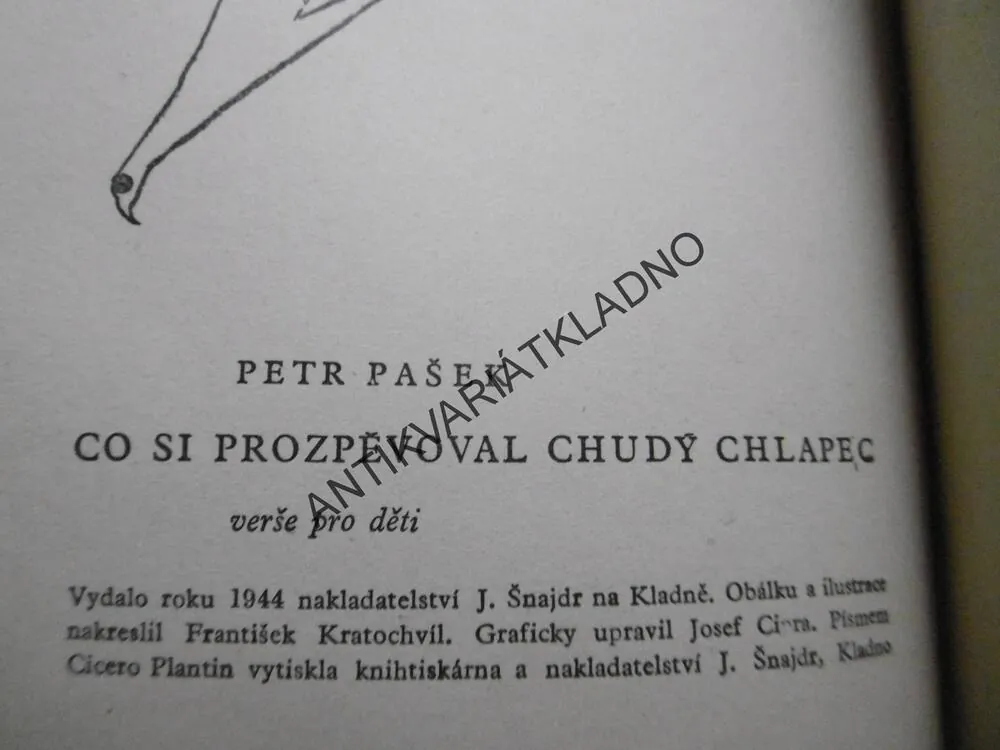 PETR PAŠEK
CO SI PROZPĚVOVAL CHUDÝ CHLAPEC
verše pro děti
Vydalo roku 1944 nakladatelství J. Šnajdr na Kladně. Obálku a ilustrace
nakreslil František Kratochvíl. Graficky upravil Josef Písmem
Cicero Plantin vytiskla knihtiskárna a nakladatelství J. Šnajdr, Kladno
ANTIKVARIÁTKLADNO